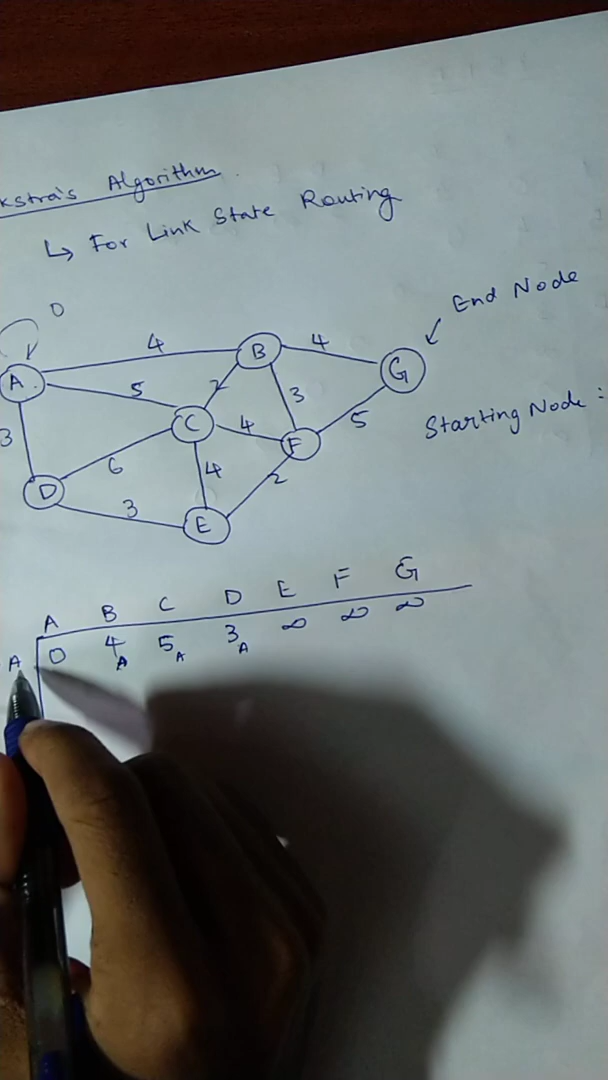 kstra's Algorithm
↳ For Link State Routing
End Node
0
4
4
A
B
G
5
2
3
Starting Node :
C
4
5
3
F
6
4
2
D
3
E
A B C D E F G
A 0 4A 5A 3A ∞ ∞ ∞